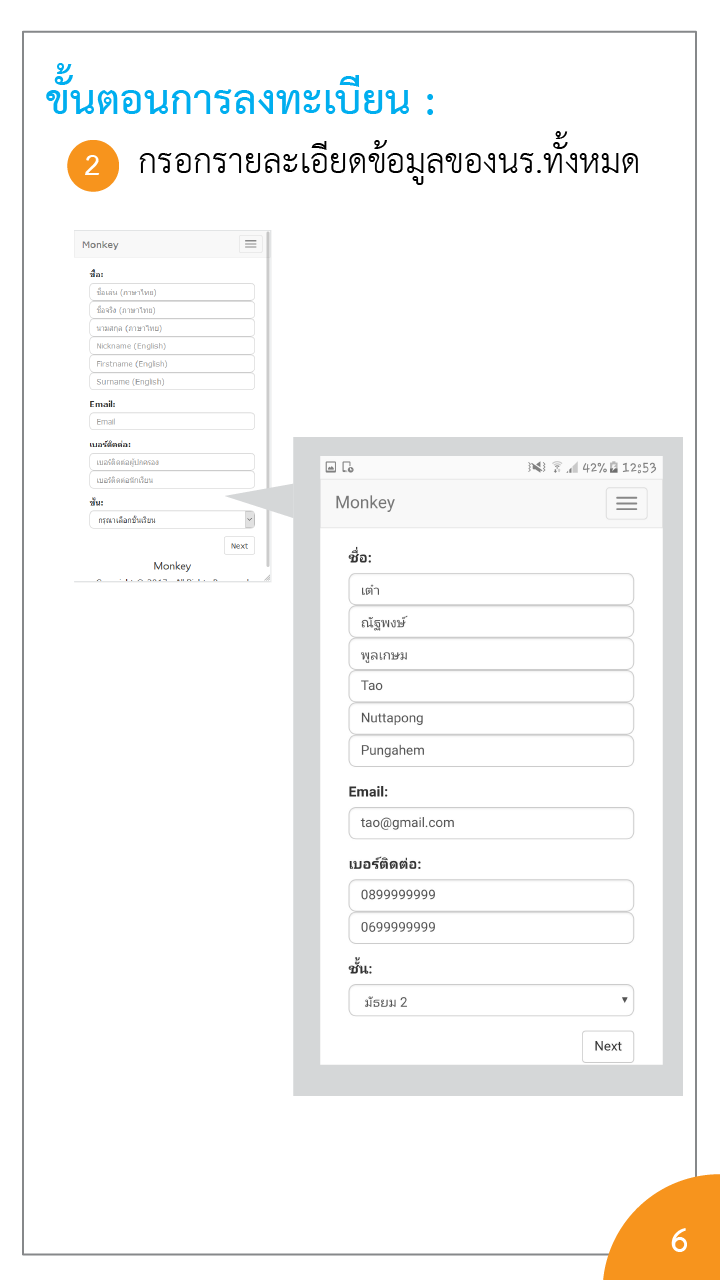 ขั้นตอนการลงทะเบียน :
2 กรอกรายละเอียดข้อมูลของนร.ทั้งหมด
Monkey
ชื่อ:
ชื่อเล่น (ภาษาไทย)
ชื่อจริง (ภาษาไทย)
นามสกุล (ภาษาไทย)
Nickname (English)
Firstname (English)
Surname (English)
Email:
Email
เบอร์ติดต่อ:
เบอร์ติดต่อผู้ปกครอง
เบอร์ติดต่อนักเรียน
ชั้น:
กรุณาเลือกชั้นเรียน
Next
Monkey
42% 12:53
Monkey
ชื่อ:
เต๋า
ณัฐพงษ์
พูลเกษม
Tao
Nuttapong
Pungahem
Email:
tao@gmail.com
เบอร์ติดต่อ:
0899999999
0699999999
ชั้น:
มัธยม 2
Next
6